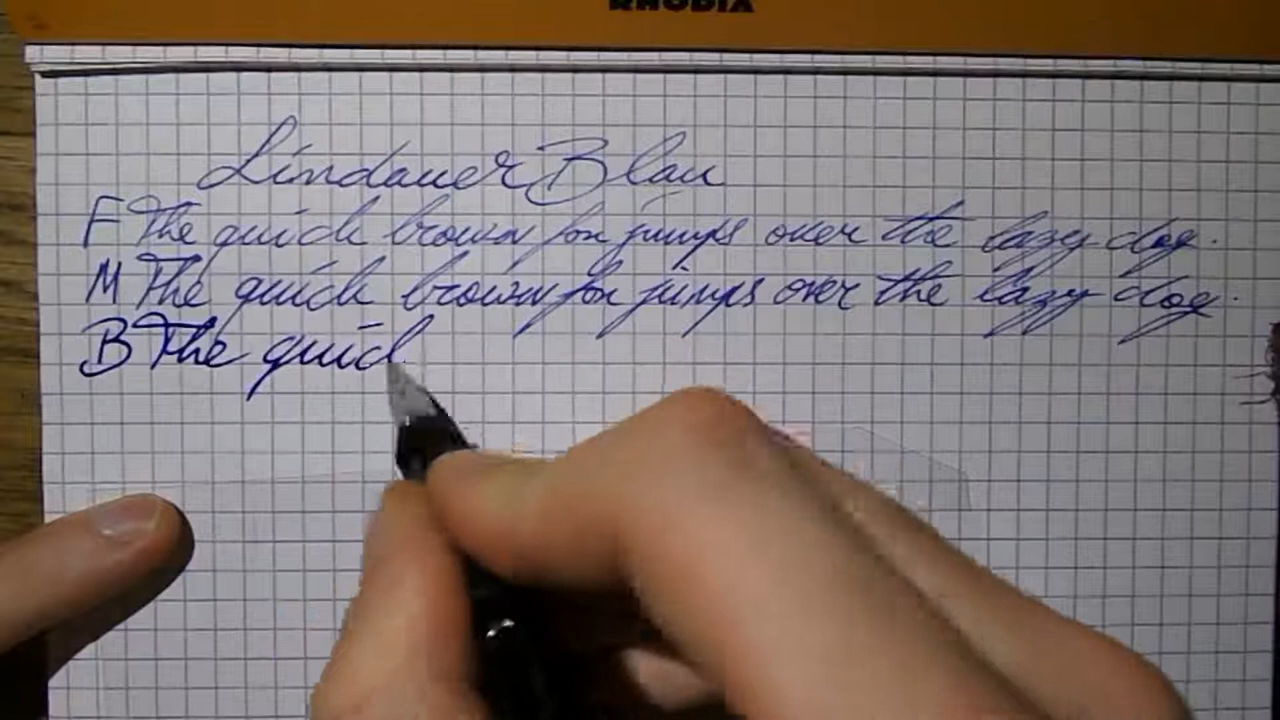 RHODIA
Lindauer Blau
F The quick brown fox jumps over the lazy dog.
M The quick brown fox jumps over the lazy dog.
B The quic